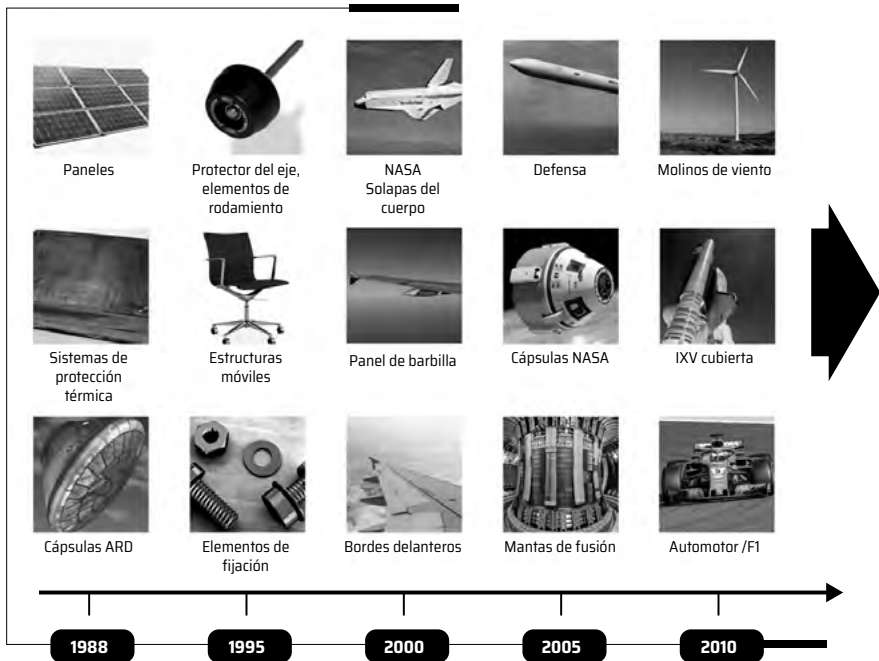 Paneles
Protector del eje,
elementos de
rodamiento
NASA
Solapas del
cuerpo
Defensa
Molinos de viento
Sistemas de
protección
térmica
Estructuras
móviles
Panel de barbilla
Cápsulas NASA
IXV cubierta
Cápsulas ARD
Elementos de
fijación
Bordes delanteros
Mantas de fusión
Automotor /F1
1988
1995
2000
2005
2010